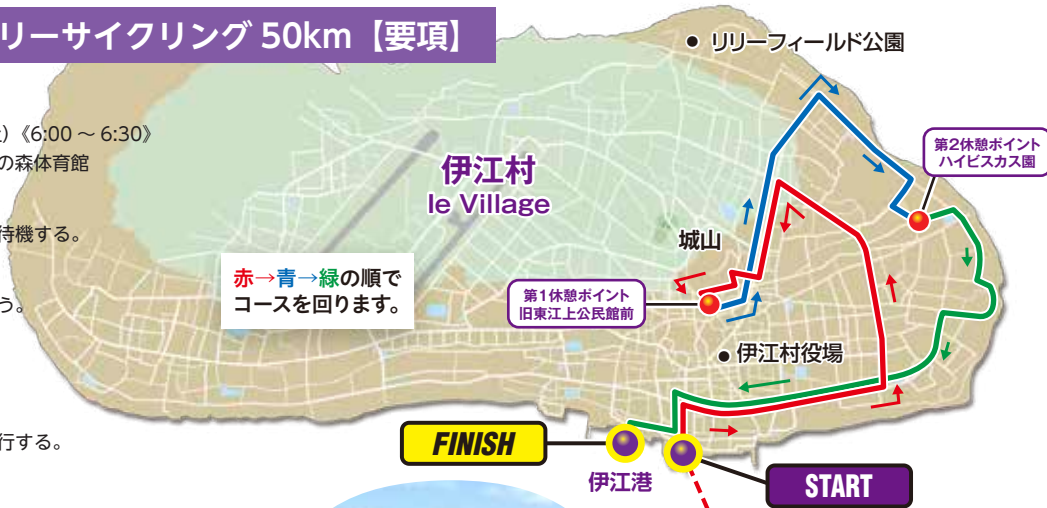 リーサイクリング 50km【要項】
リリーフィールド公園
)《6:00 ～ 6:30》
の森体育館
待機する。
う。
行する。
伊江村
Ie Village
赤→青→緑の順で
コースを回ります。
城山
第1休憩ポイント
旧東江上公民館前
第2休憩ポイント
ハイビスカス園
伊江村役場
FINISH
伊江港
START